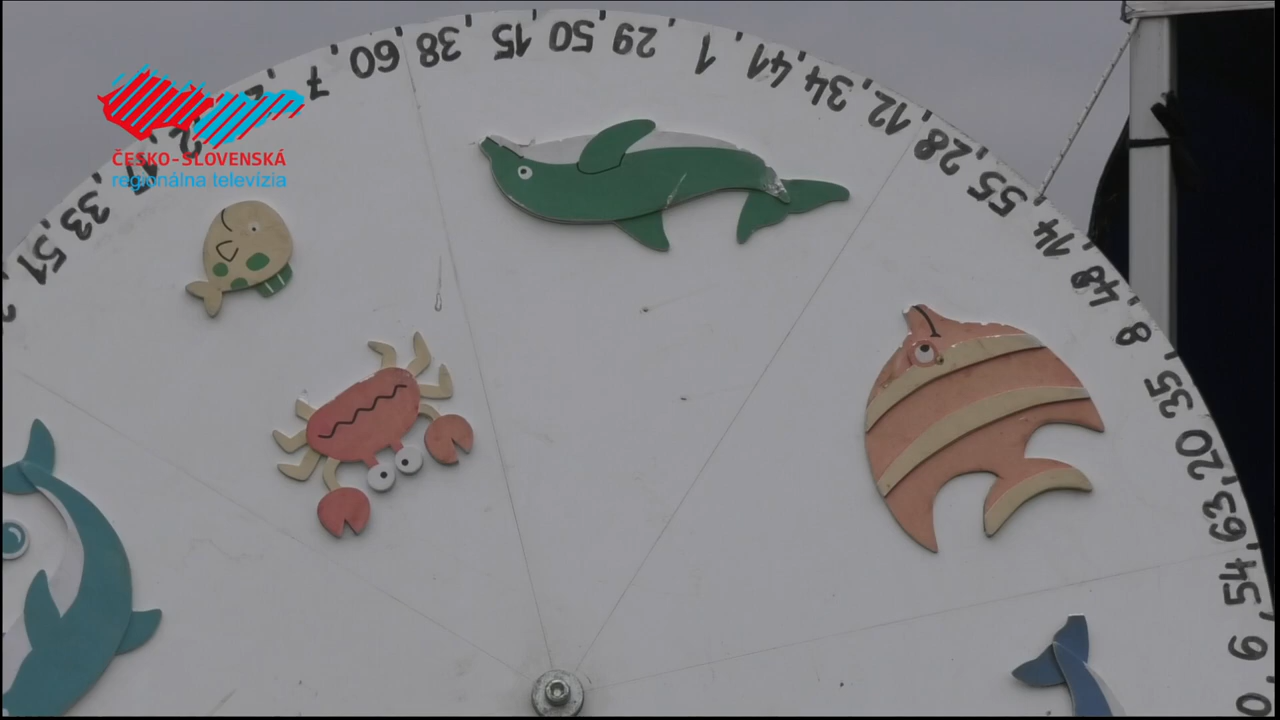 ČESKO-SLOVENSKÁ
regionálna televízia
33, 51
7, 60, 38, 15, 50, 29, 1, 41, 34, 12, 28, 55, 14, 48, 8, 35, 20, 63, 54, 6, 0